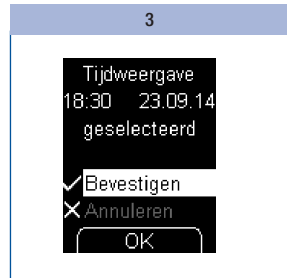 3
Tijdweergave
18:30 23.09.14
geselecteerd
Bevestigen
Annuleren
OK